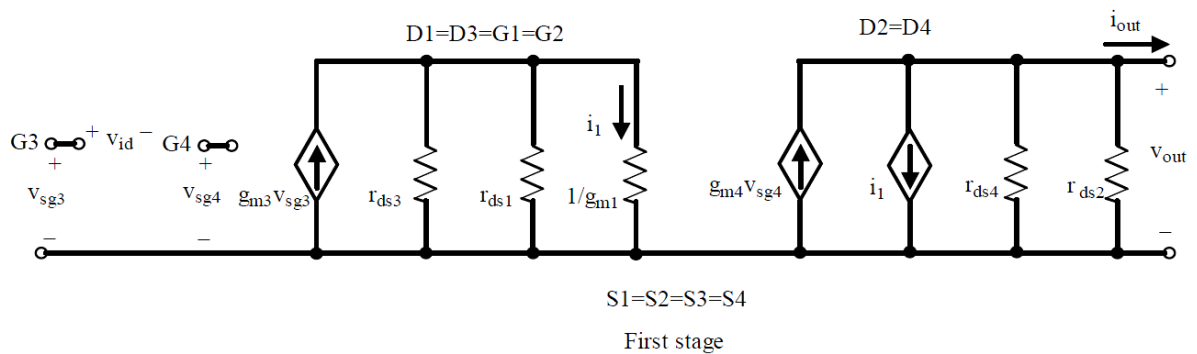 D1=D3=G1=G2
D2=D4
iout
G3
+ vid −
G4
+
vsg3
−
+
vsg4
−
gm3vsg3
rds3
rds1
i1
1/gm1
gm4vsg4
i1
rds4
rds2
+
vout
−
S1=S2=S3=S4
First stage